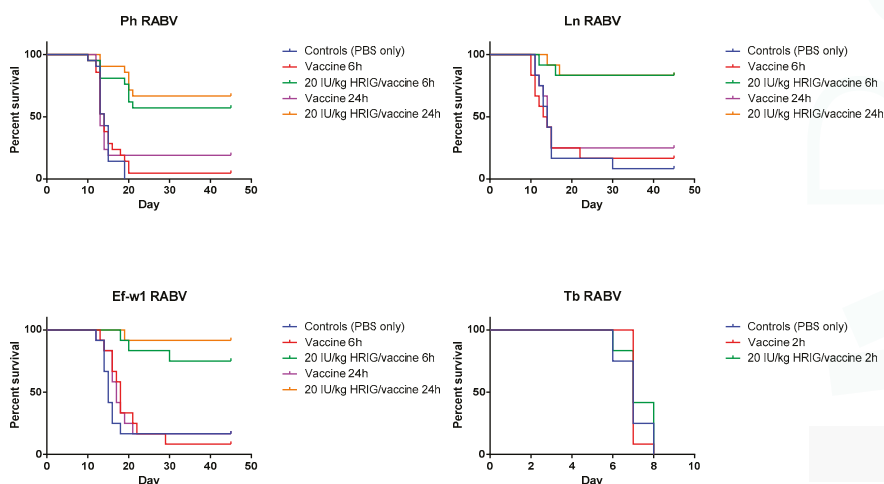 Ph RABV
Percent survival
100
50
0
0 10 20 30 40 50
Day
Controls (PBS only)
Vaccine 6h
20 IU/kg HRIG/vaccine 6h
Vaccine 24h
20 IU/kg HRIG/vaccine 24h
Ln RABV
Percent survival
100
50
0
0 10 20 30 40 50
Day
Controls (PBS only)
Vaccine 6h
20 IU/kg HRIG/vaccine 6h
Vaccine 24h
20 IU/kg HRIG/vaccine 24h
Ef-w1 RABV
Percent survival
100
50
0
0 10 20 30 40 50
Day
Controls (PBS only)
Vaccine 6h
20 IU/kg HRIG/vaccine 6h
Vaccine 24h
20 IU/kg HRIG/vaccine 24h
Tb RABV
Percent survival
100
50
0
0 2 4 6 8 10
Day
Controls (PBS only)
Vaccine 2h
20 IU/kg HRIG/vaccine 2h